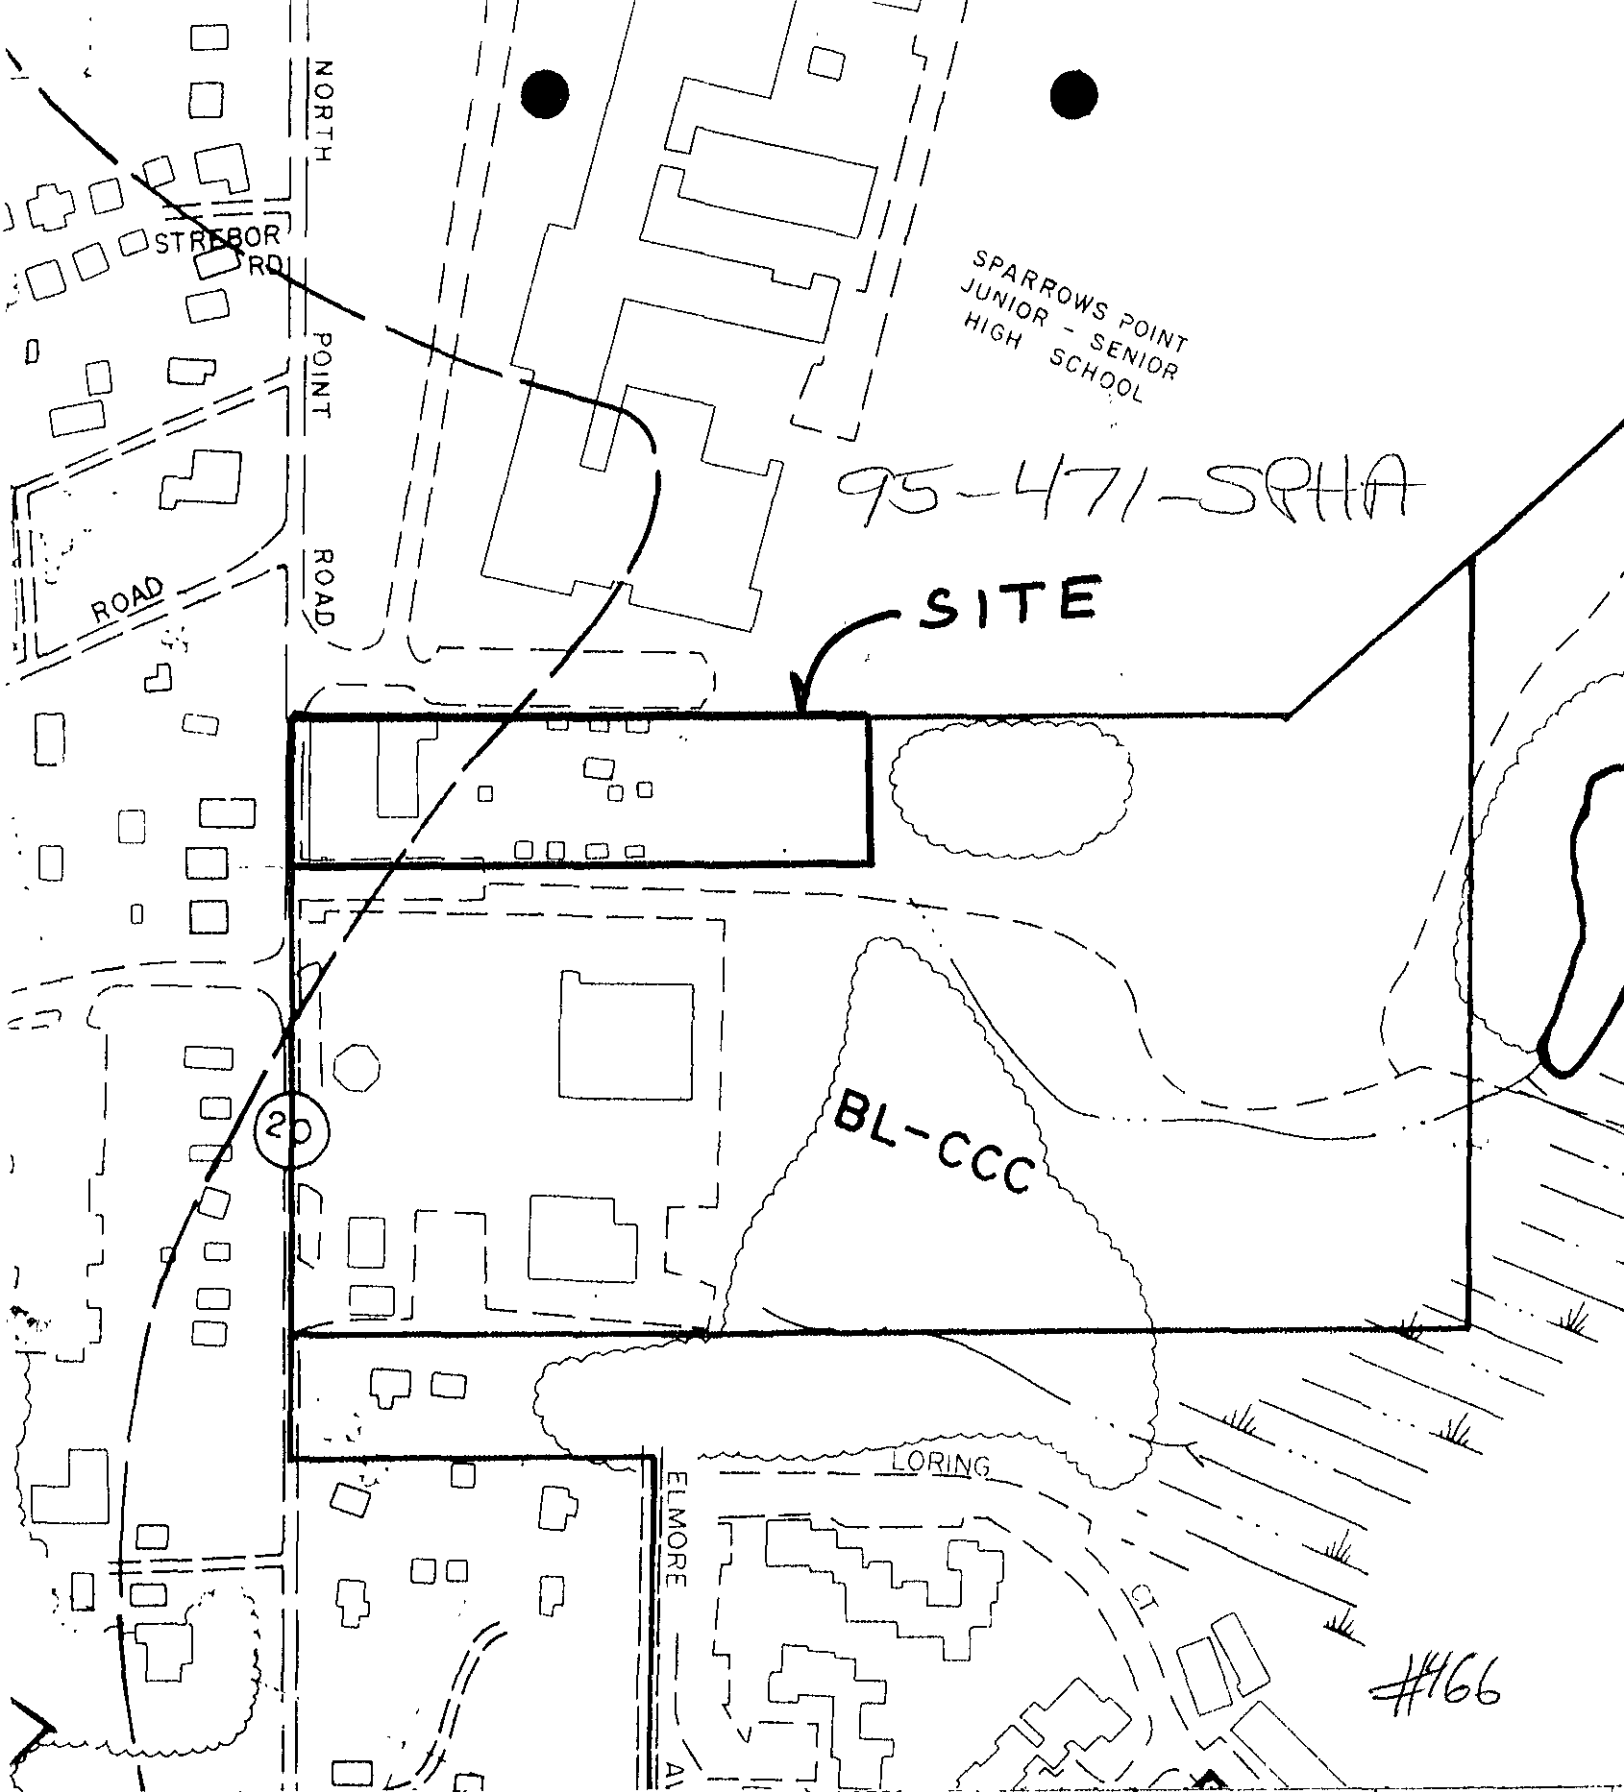 NORTH
STREBOR
RD
POINT
ROAD
ROAD
SPARROWS POINT
JUNIOR - SENIOR
HIGH SCHOOL
95-471-SPHA
SITE
20
BL-CCC
LORING
CT
ELMORE
#466